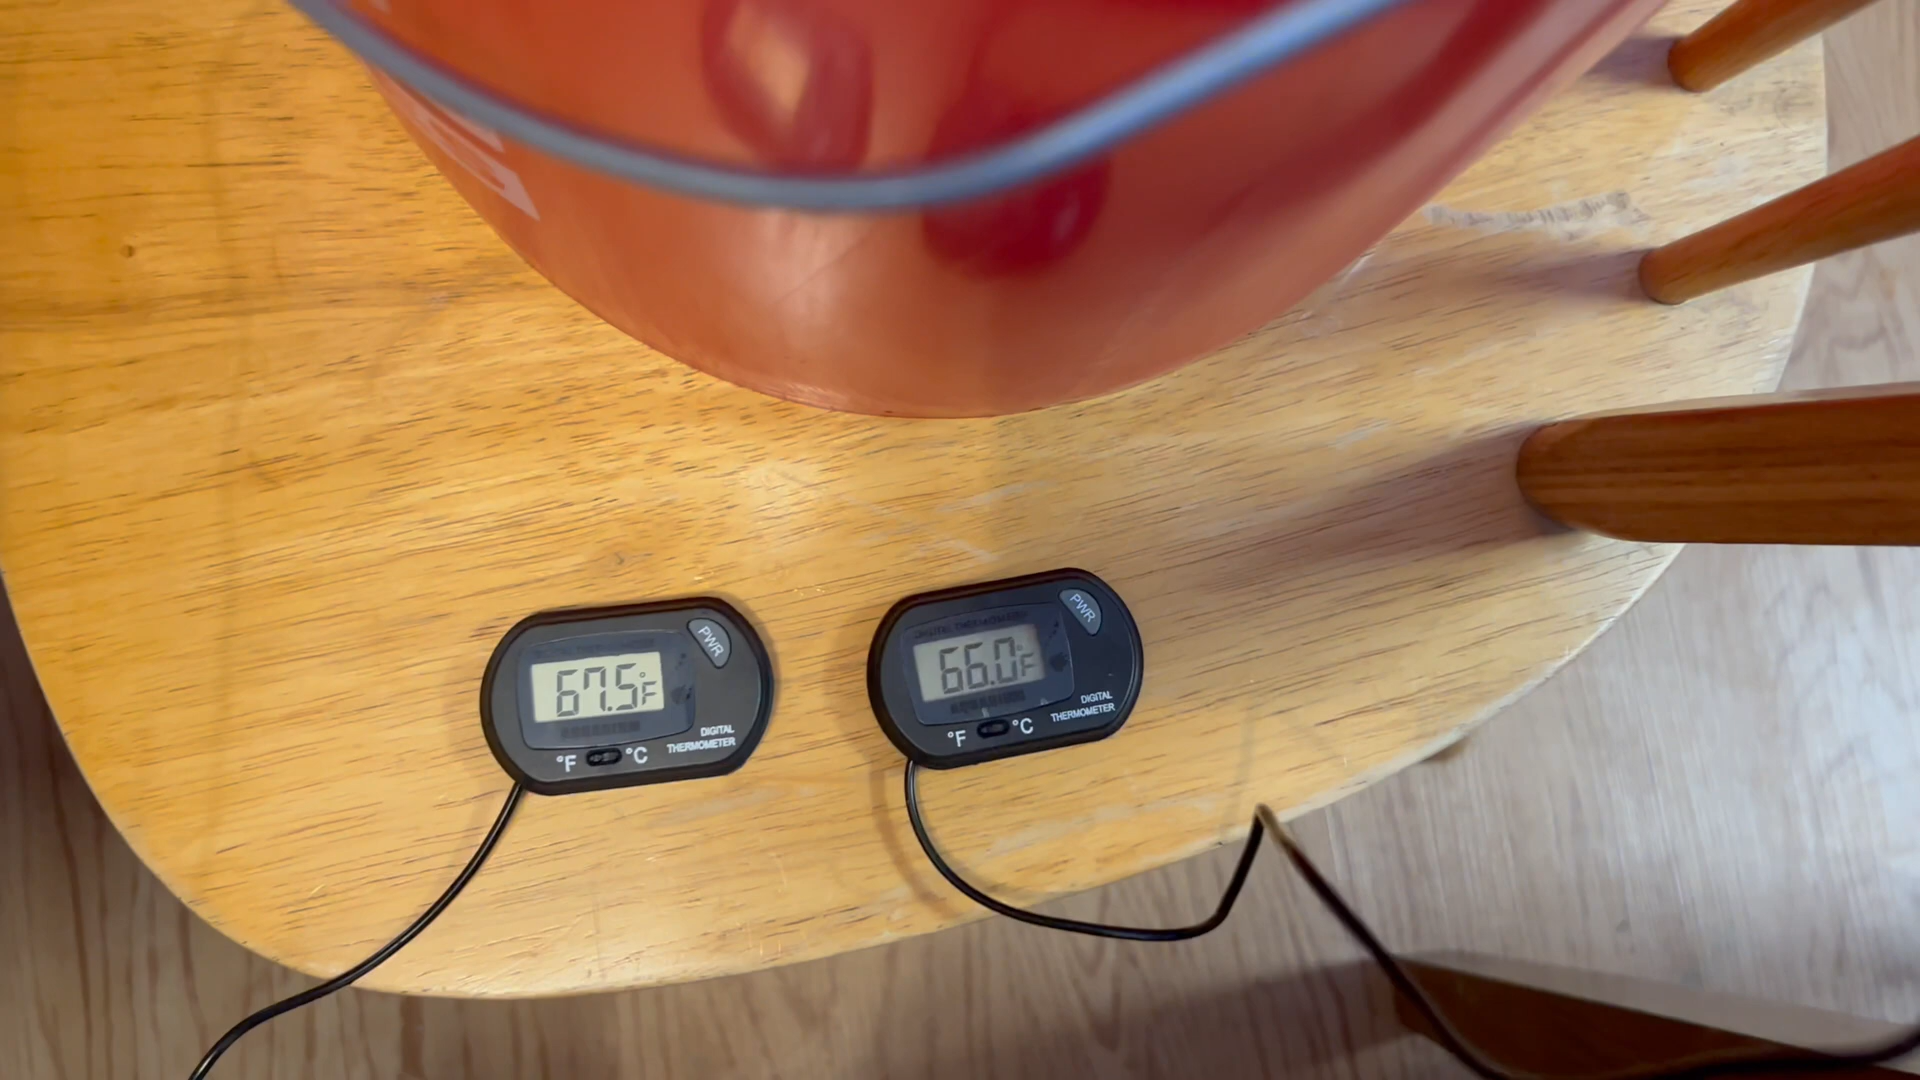 67.5°F
PWR
°F °C
DIGITAL
THERMOMETER
66.0°F
PWR
°F °C
DIGITAL
THERMOMETER